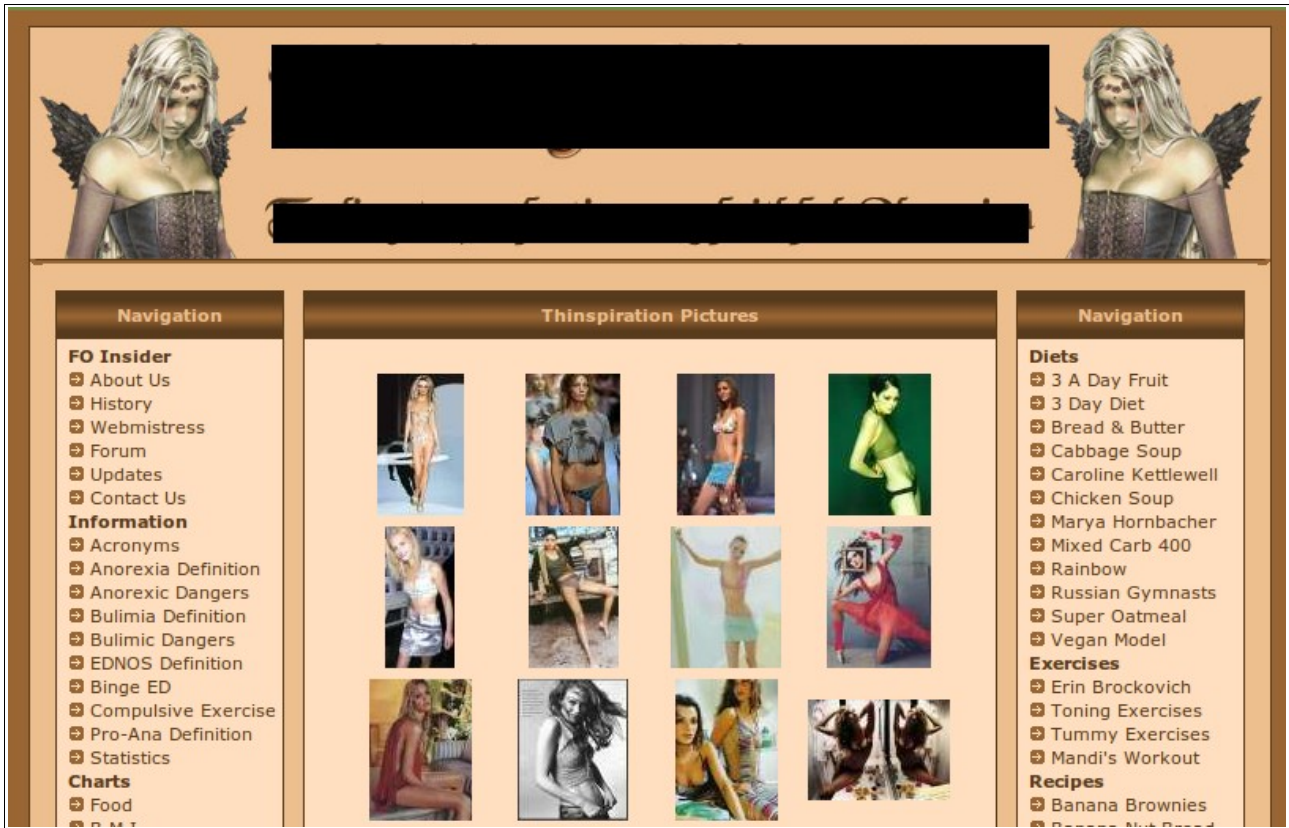 Navigation
FO Insider
About Us
History
Webmistress
Forum
Updates
Contact Us
Information
Acronyms
Anorexia Definition
Anorexic Dangers
Bulimia Definition
Bulimic Dangers
EDNOS Definition
Binge ED
Compulsive Exercise
Pro-Ana Definition
Statistics
Charts
Food
Thinspiration Pictures
Navigation
Diets
3 A Day Fruit
3 Day Diet
Bread & Butter
Cabbage Soup
Caroline Kettlewell
Chicken Soup
Marya Hornbacher
Mixed Carb 400
Rainbow
Russian Gymnasts
Super Oatmeal
Vegan Model
Exercises
Erin Brockovich
Toning Exercises
Tummy Exercises
Mandi's Workout
Recipes
Banana Brownies